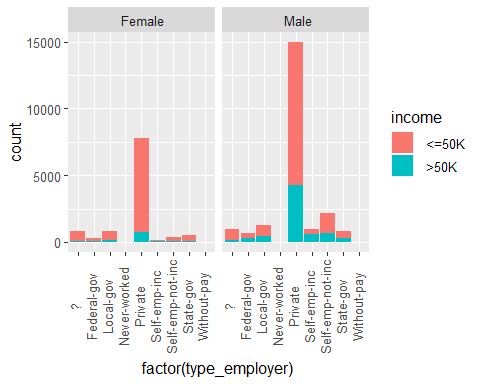 Female
Male
15000
10000
5000
0
count
income
<=50K
>50K
?
Federal-gov
Local-gov
Never-worked
Private
Self-emp-inc
Self-emp-not-inc
State-gov
Without-pay
?
Federal-gov
Local-gov
Never-worked
Private
Self-emp-inc
Self-emp-not-inc
State-gov
Without-pay
factor(type_employer)